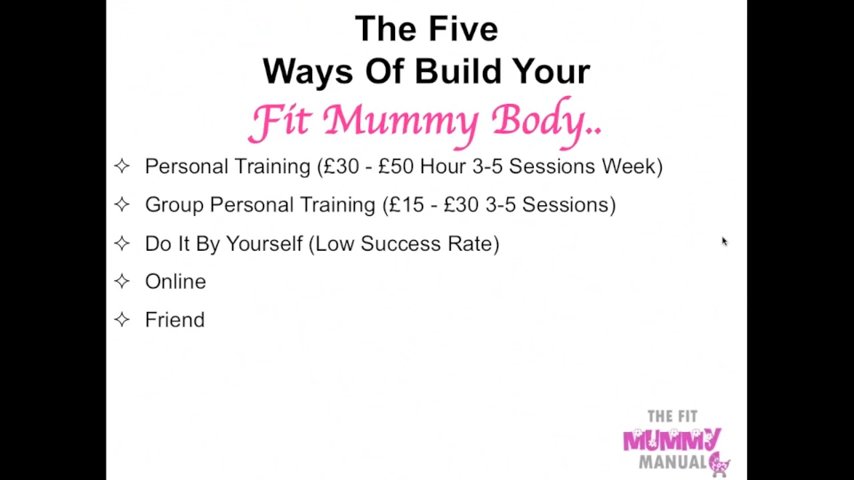 The Five
Ways Of Build Your
Fit Mummy Body..
Personal Training (£30 - £50 Hour 3-5 Sessions Week)
Group Personal Training (£15 - £30 3-5 Sessions)
Do It By Yourself (Low Success Rate)
Online
Friend
THE FIT
MUMMY
MANUAL